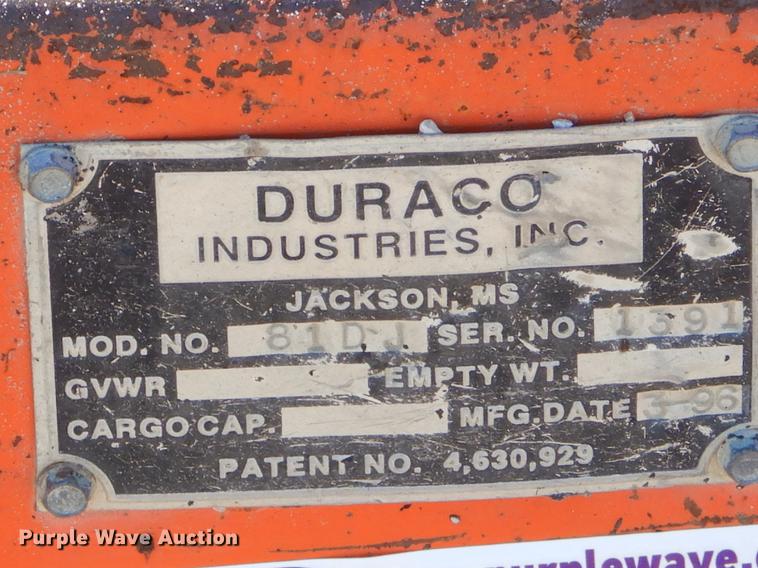 DURACO
INDUSTRIES, INC.
JACKSON, MS
MOD. NO. 81DJ SER. NO. 1391
GVWR EMPTY WT.
CARGO CAP. MFG. DATE 3-96
PATENT NO. 4,630,929
Purple Wave Auction
purplewave.c